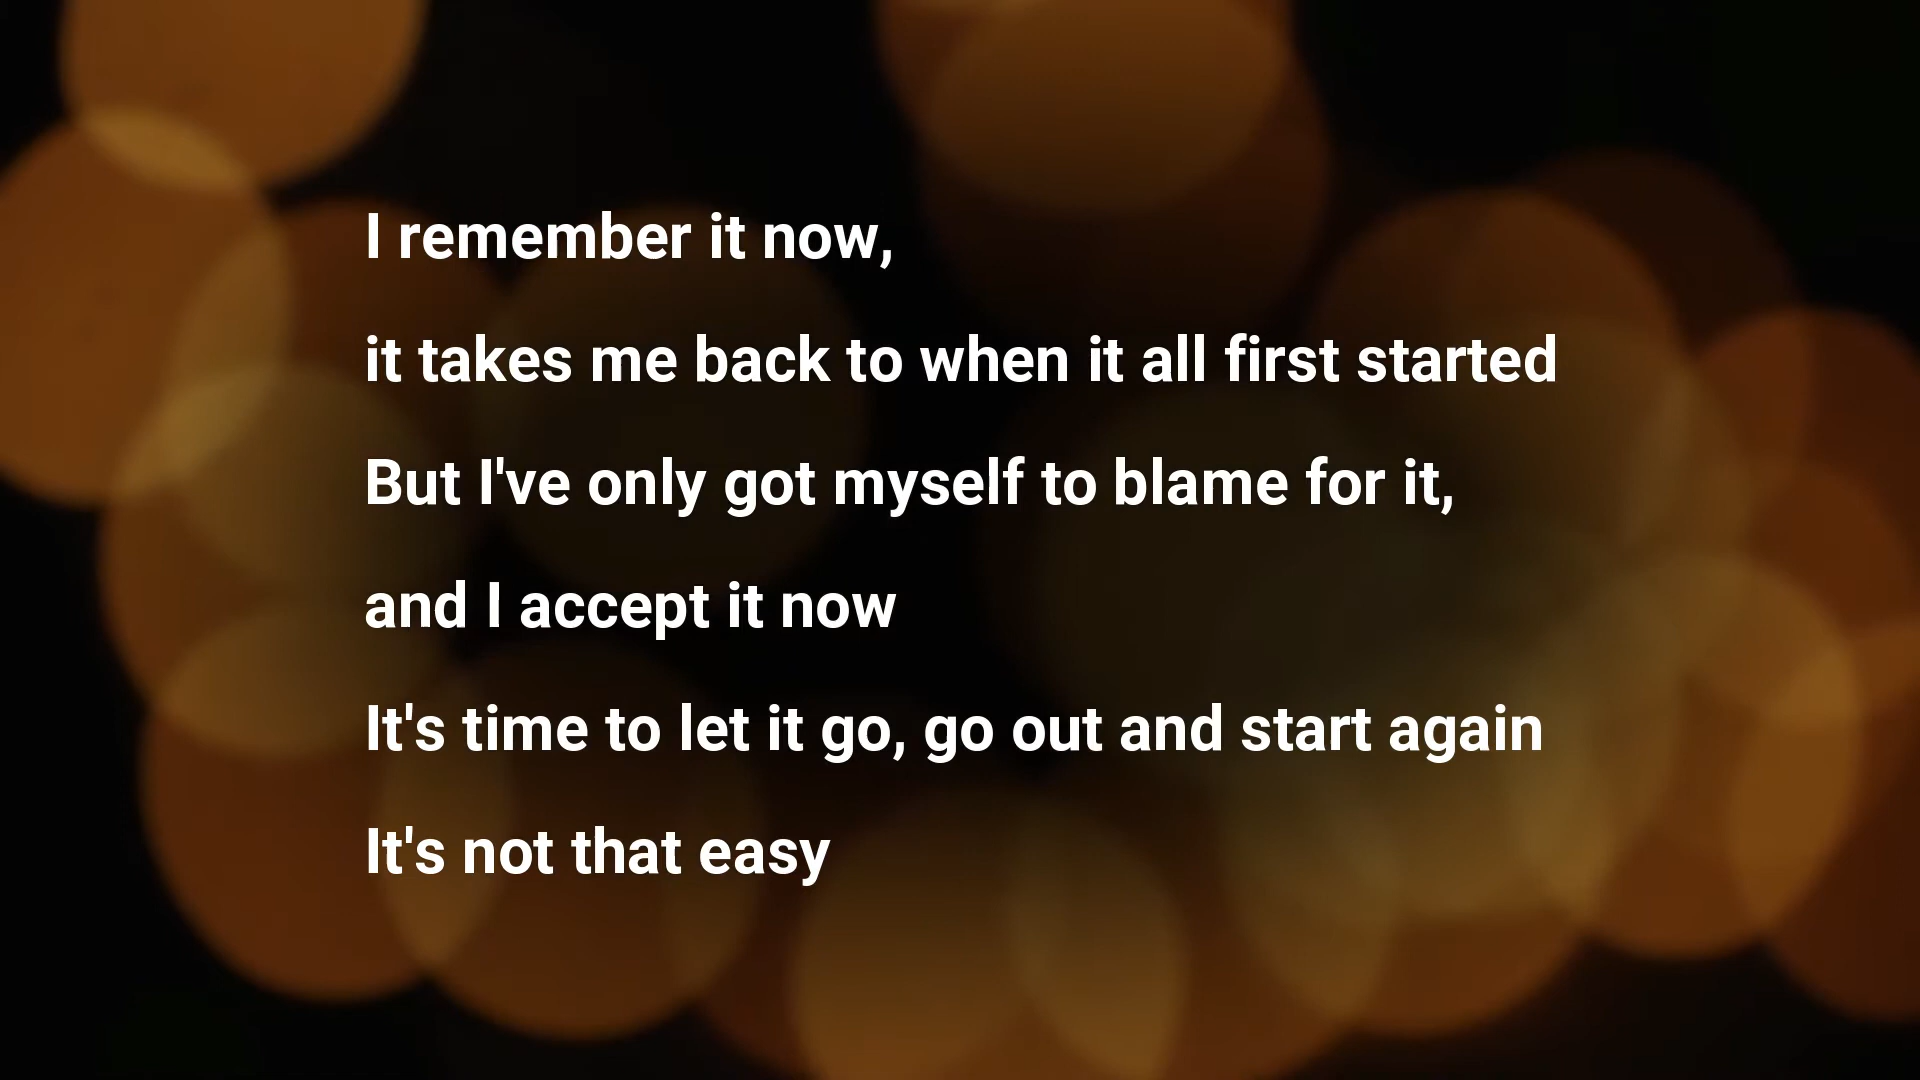 I remember it now,
it takes me back to when it all first started
But I've only got myself to blame for it,
and I accept it now
It's time to let it go, go out and start again
It's not that easy